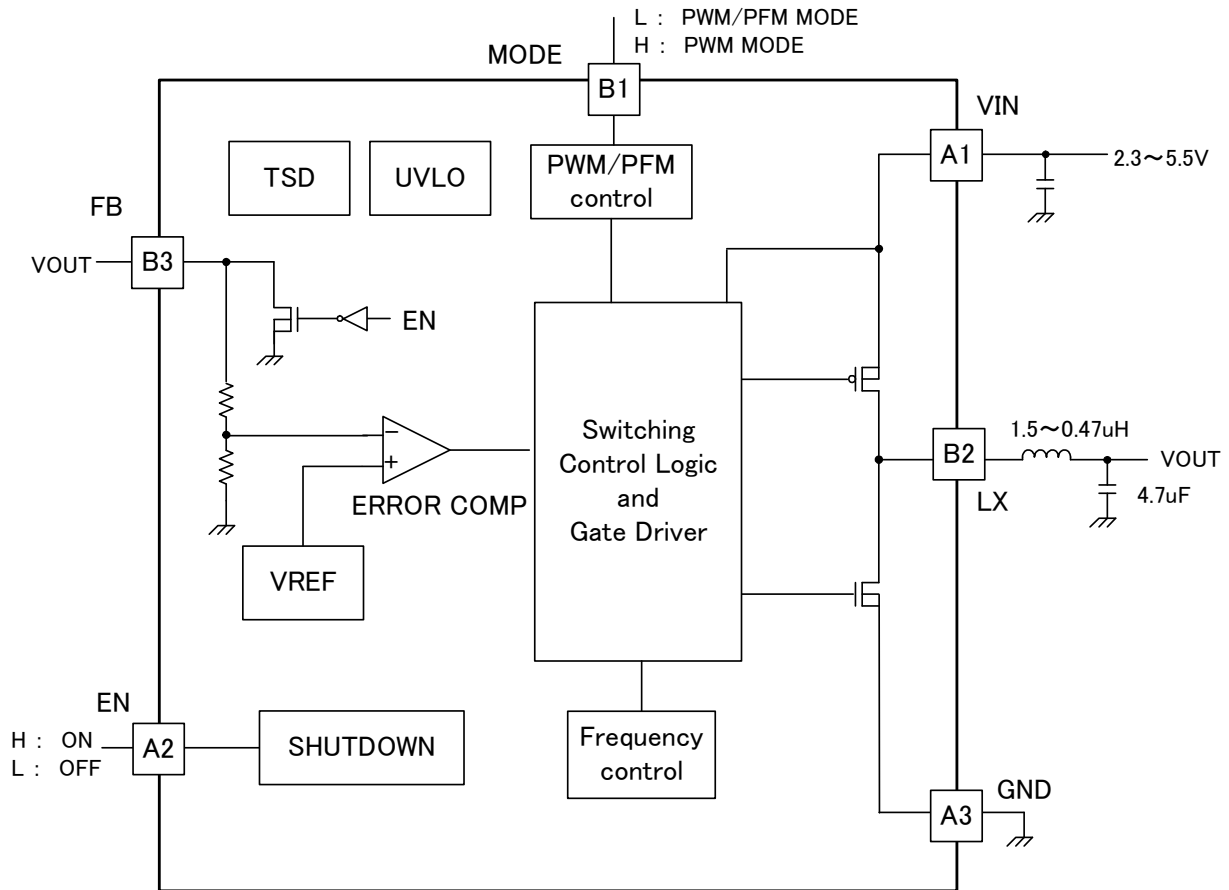 L : PWM/PFM MODE
H : PWM MODE
MODE
B1
VIN
A1
2.3～5.5V
TSD
UVLO
PWM/PFM
control
FB
VOUT
B3
EN
Switching
Control Logic
and
Gate Driver
ERROR COMP
VREF
1.5～0.47uH
B2
VOUT
LX
4.7uF
EN
H : ON
L : OFF
A2
SHUTDOWN
Frequency
control
GND
A3